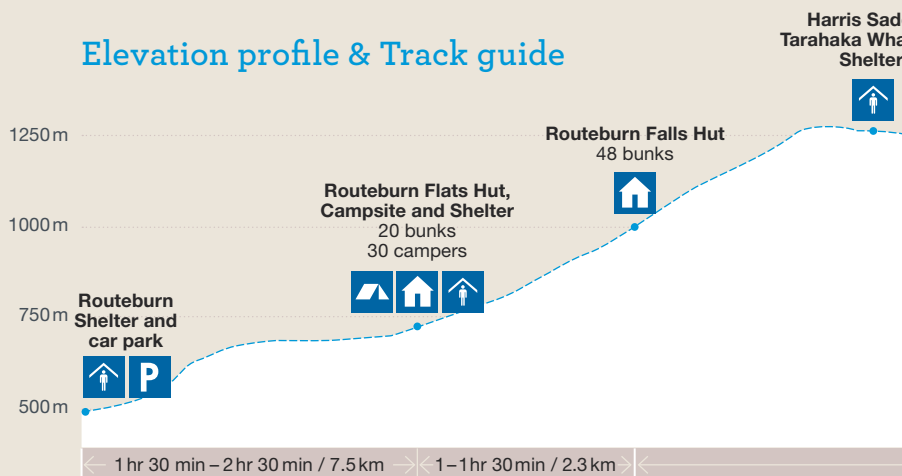 Elevation profile & Track guide
Harris Sad
Tarahaka Wha
Shelter
1250 m
Routeburn Falls Hut
48 bunks
Routeburn Flats Hut,
Campsite and Shelter
20 bunks
30 campers
1000 m
750 m
Routeburn
Shelter and
car park
P
500 m
1 hr 30 min – 2 hr 30 min / 7.5 km
1 – 1 hr 30 min / 2.3 km